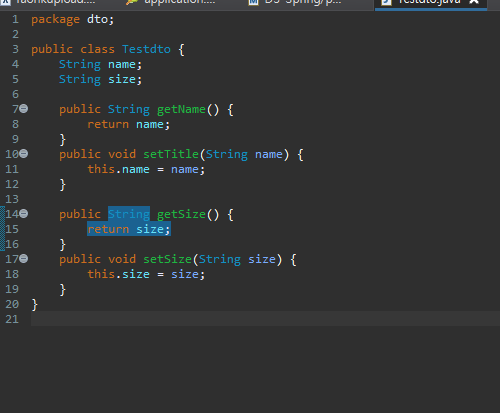 application....
Testdto.java
1 package dto;
2
3 public class Testdto {
4 String name;
5 String size;
6
7 public String getName() {
8 return name;
9 }
10 public void setTitle(String name) {
11 this.name = name;
12 }
13
14 public String getSize() {
15 return size;
16 }
17 public void setSize(String size) {
18 this.size = size;
19 }
20 }
21